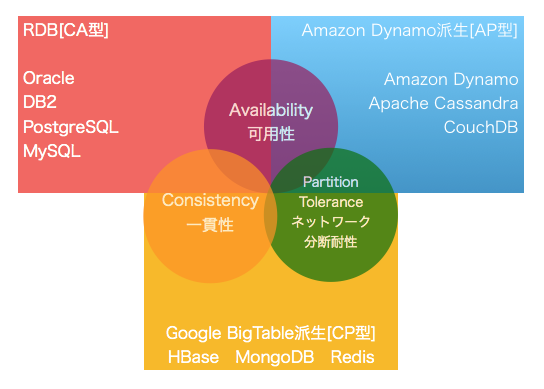 RDB[CA型]
Oracle
DB2
PostgreSQL
MySQL
Amazon Dynamo派生[AP型]
Amazon Dynamo
Apache Cassandra
CouchDB
Availability
可用性
Consistency
一貫性
Partition
Tolerance
ネットワーク
分断耐性
Google BigTable派生[CP型]
HBase MongoDB Redis